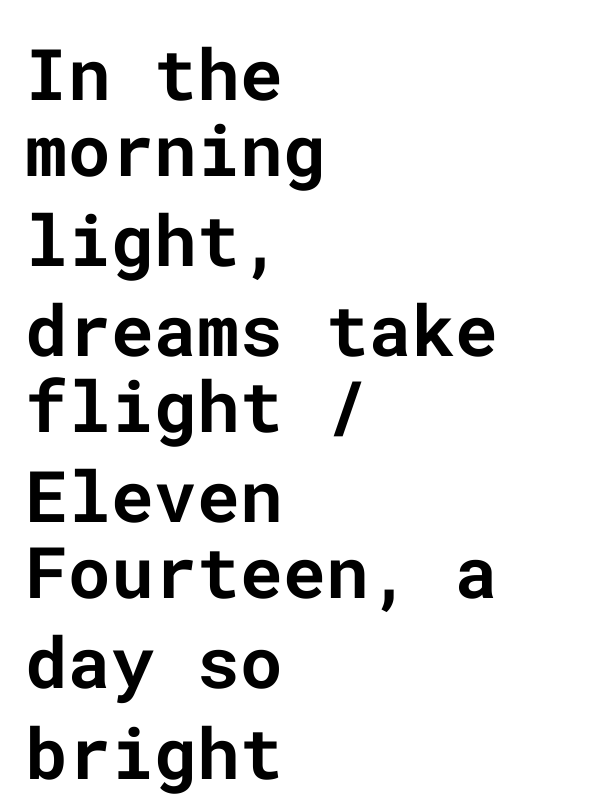 In the
morning
light,
dreams take
flight /
Eleven
Fourteen, a
day so
bright